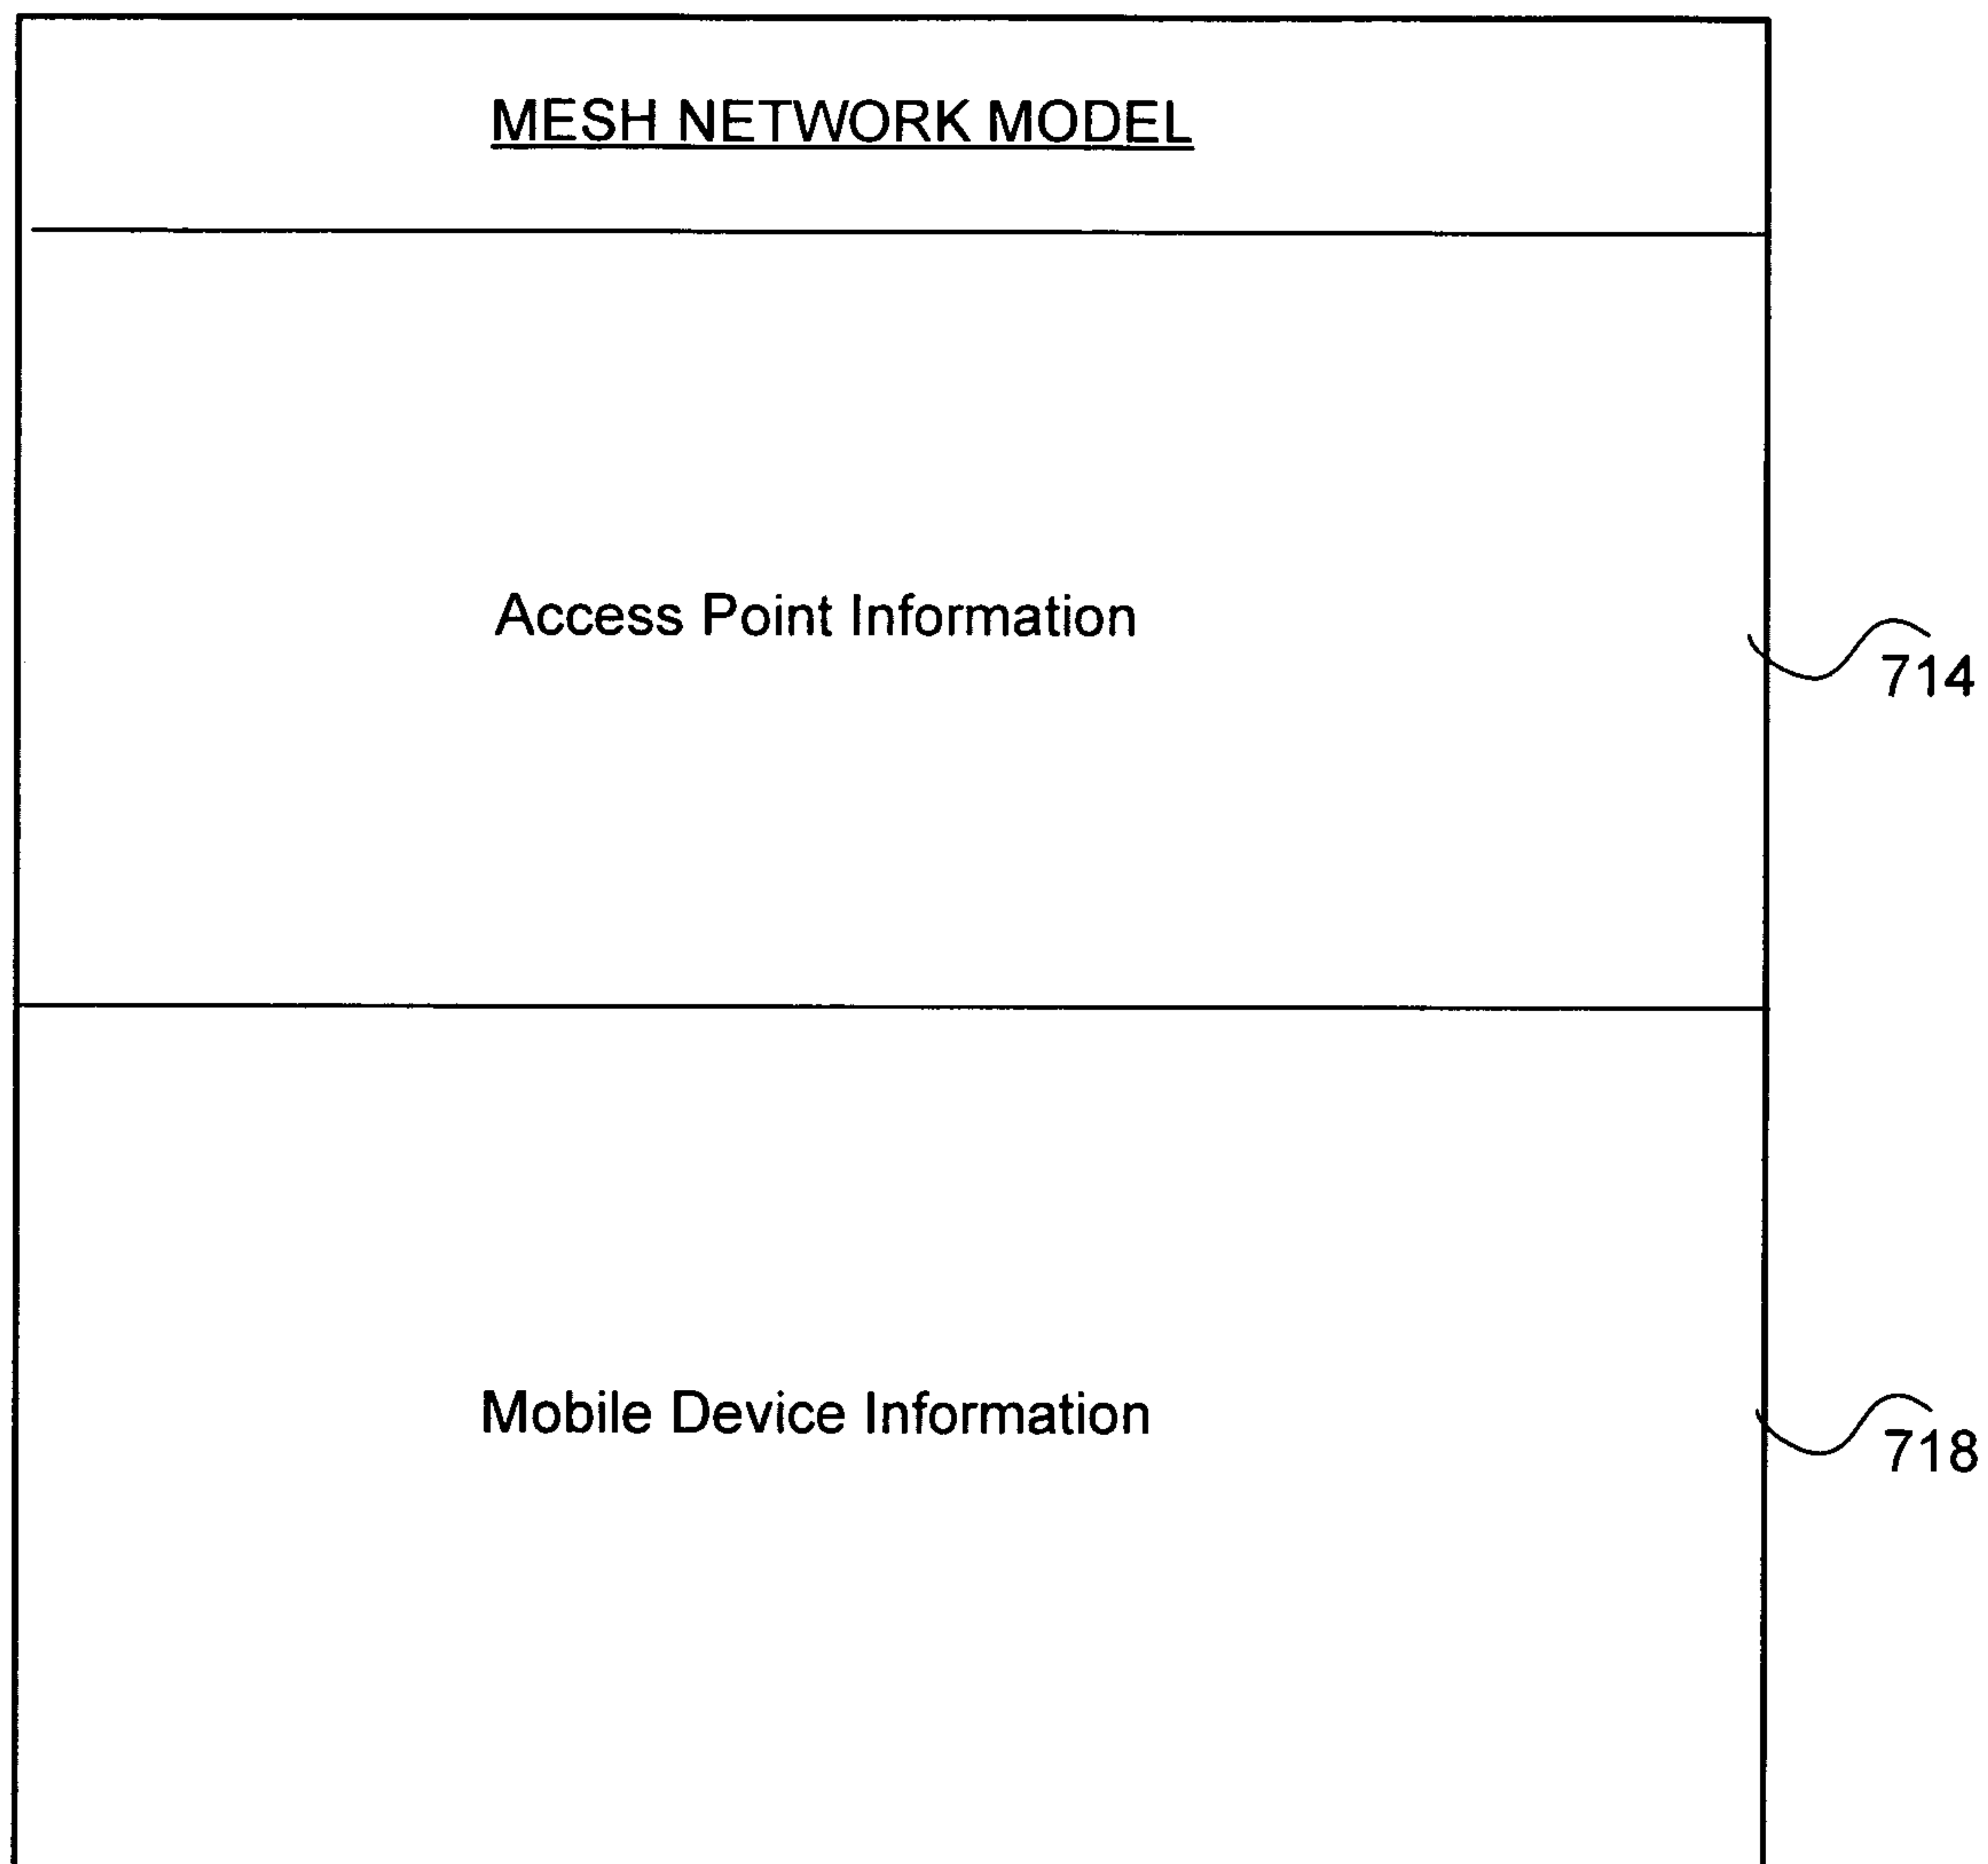 MESH NETWORK MODEL
Access Point Information
714
Mobile Device Information
718